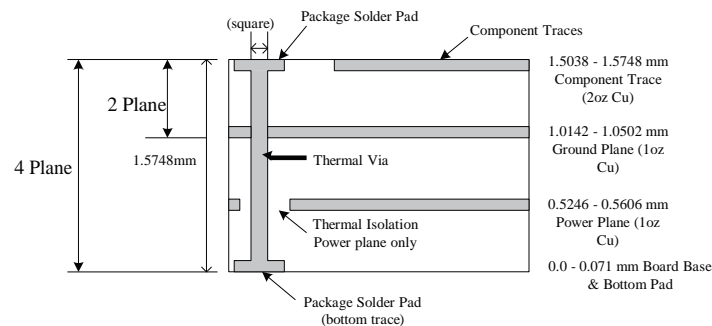 (square)
Package Solder Pad
Component Traces
1.5038 - 1.5748 mm
Component Trace
(2oz Cu)
2 Plane
1.0142 - 1.0502 mm
Ground Plane (1oz
Cu)
4 Plane
1.5748mm
Thermal Via
Thermal Isolation
Power plane only
0.5246 - 0.5606 mm
Power Plane (1oz
Cu)
0.0 - 0.071 mm Board Base
& Bottom Pad
Package Solder Pad
(bottom trace)